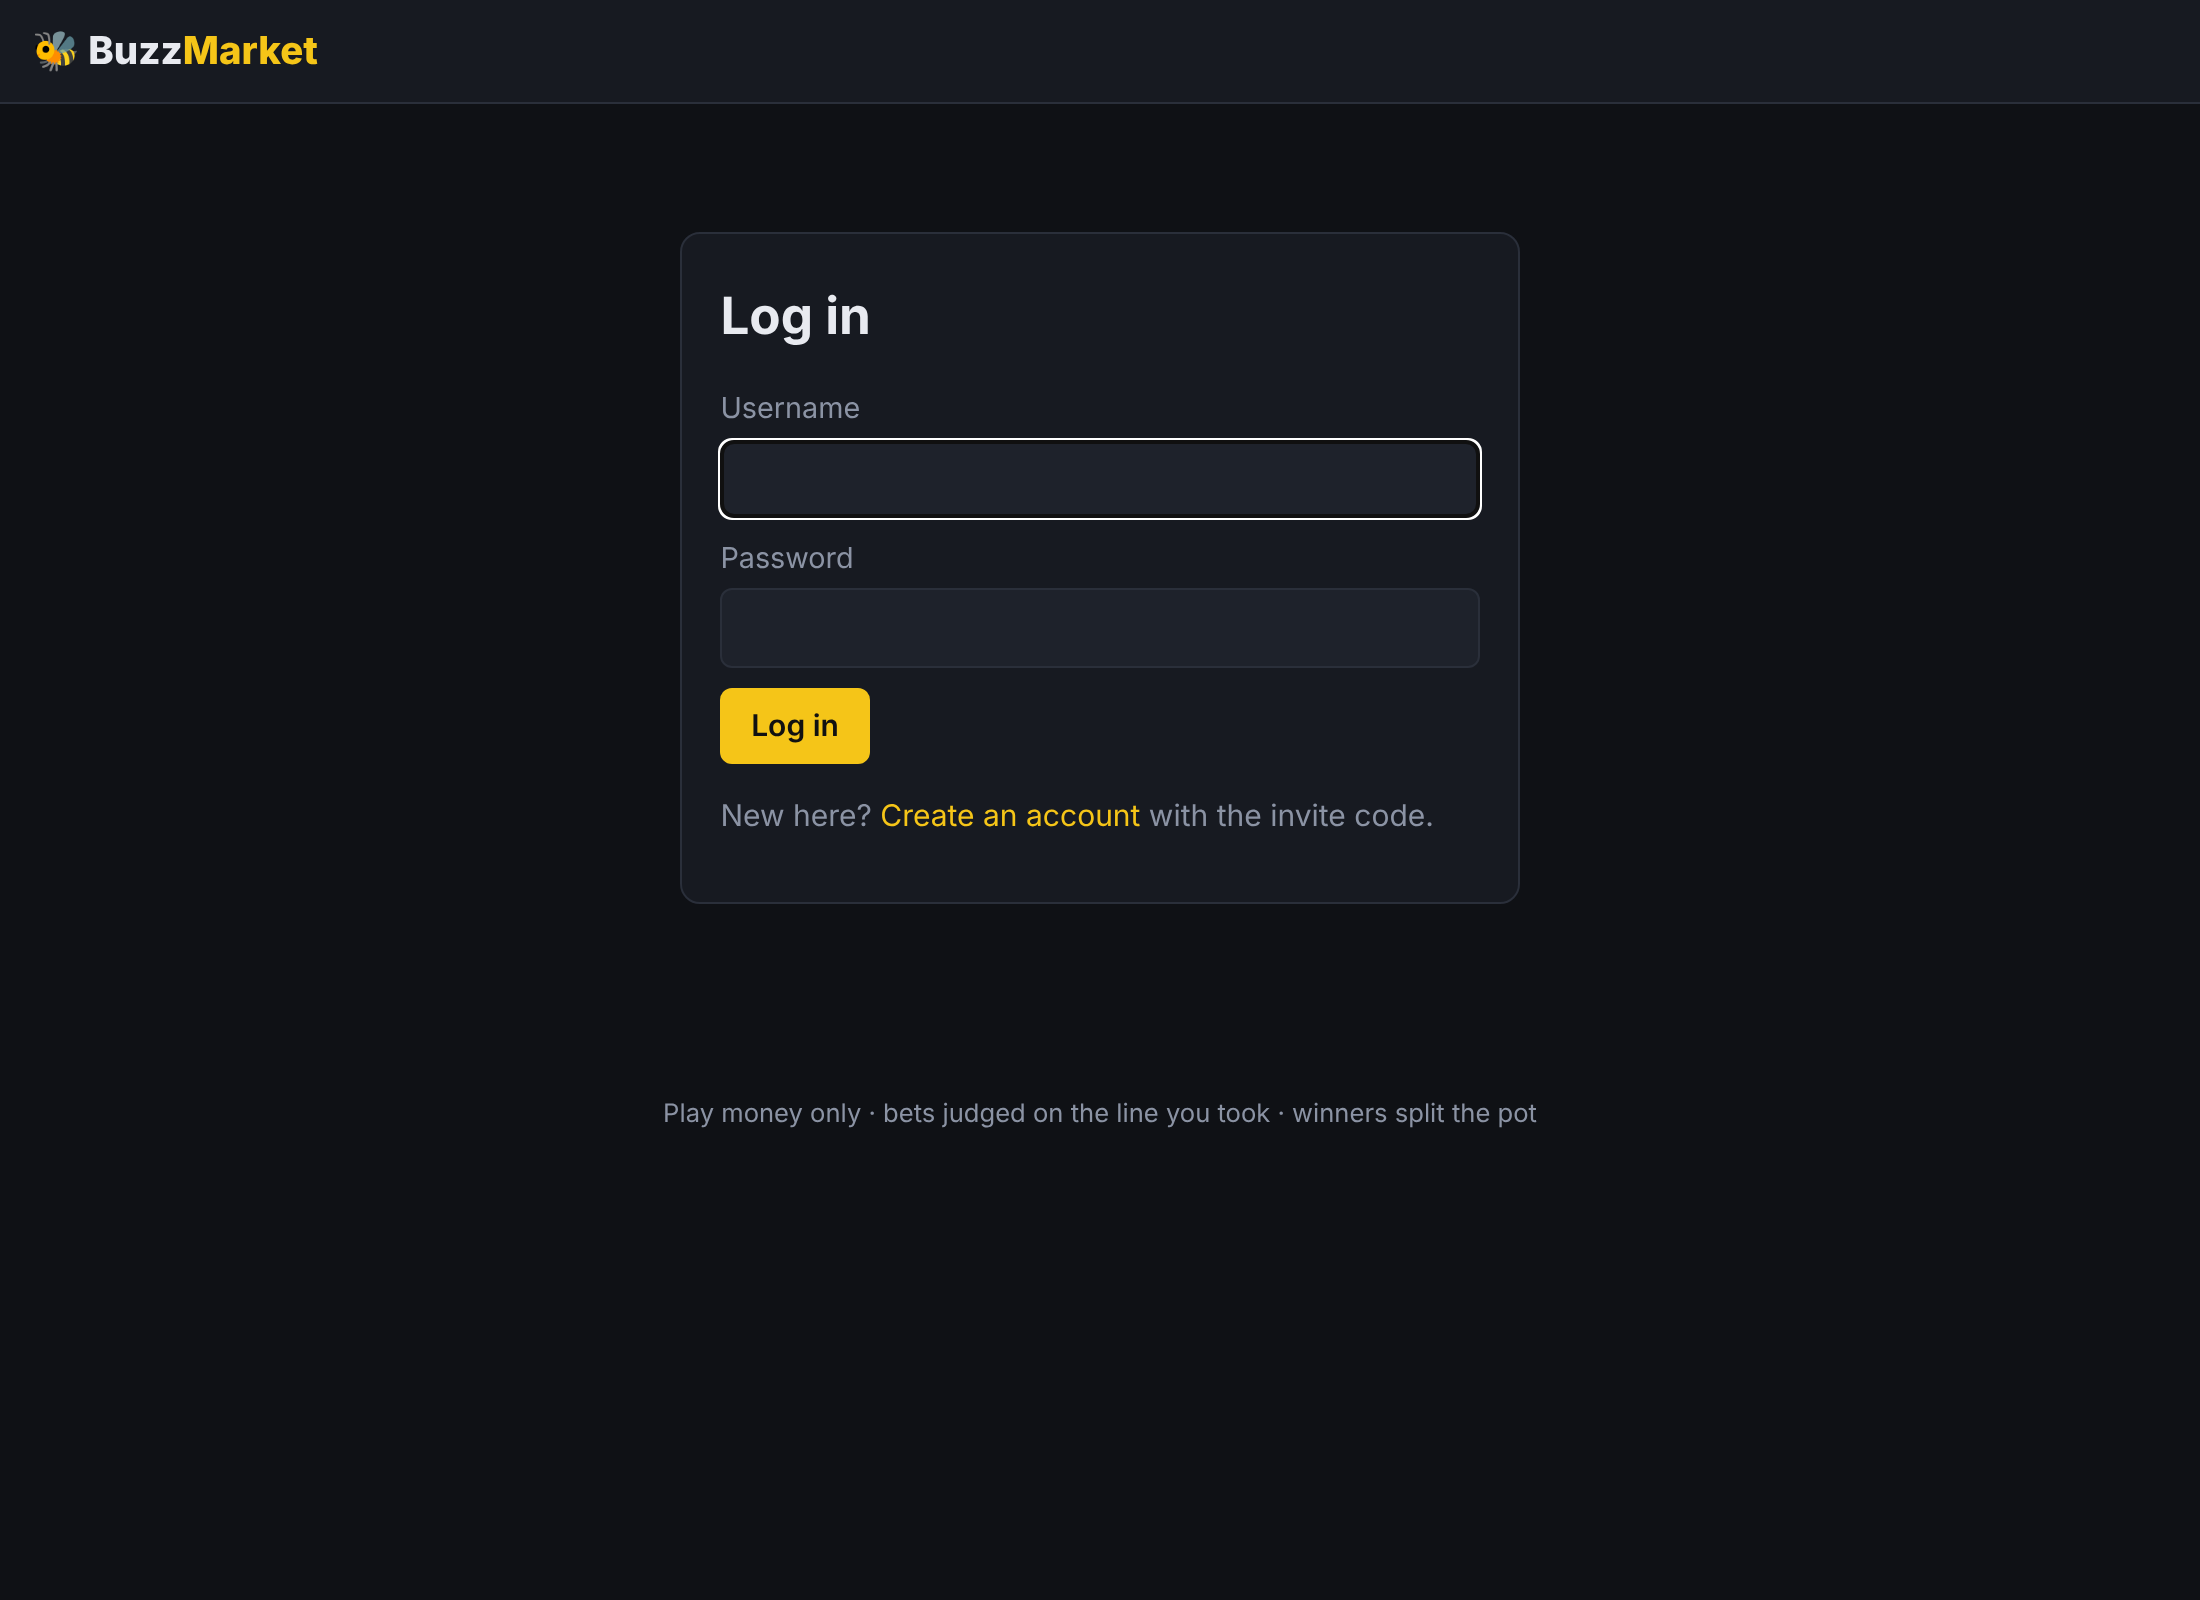 BuzzMarket
Log in
Username
Password
Log in
New here? Create an account with the invite code.
Play money only · bets judged on the line you took · winners split the pot